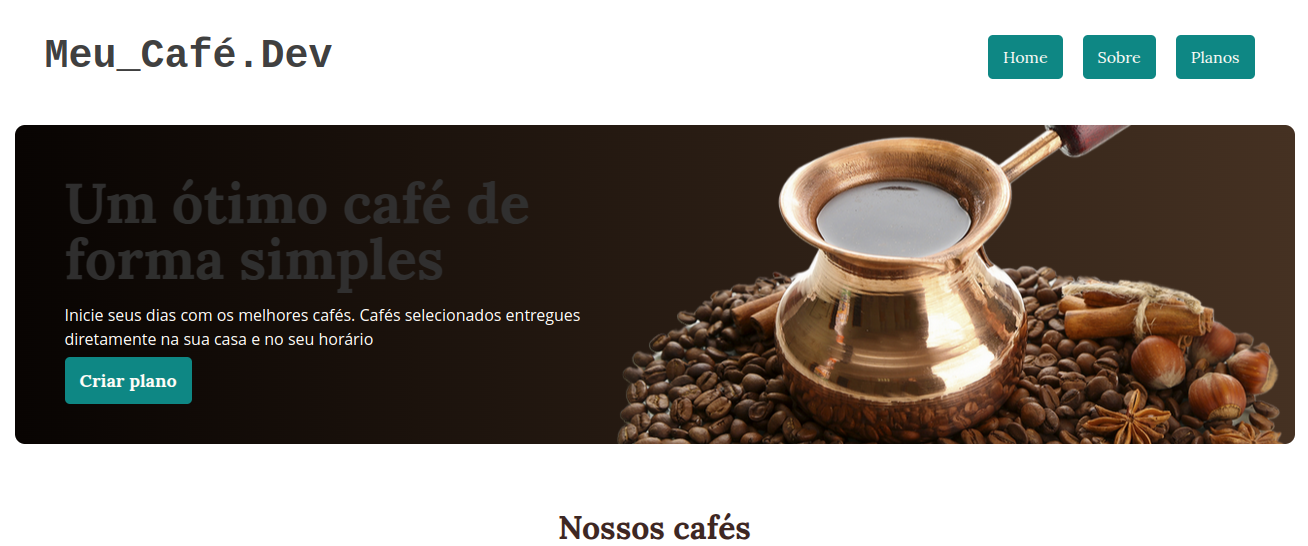 Meu_Café.Dev
Home
Sobre
Planos
Um ótimo café de
forma simples
Inicie seus dias com os melhores cafés. Cafés selecionados entregues
diretamente na sua casa e no seu horário
Criar plano
Nossos cafés